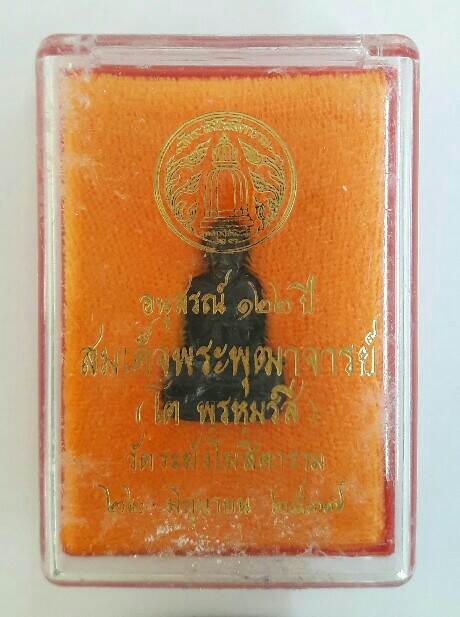 อนุสรณ์ ๑๒๒ ปี
สมเด็จพระพุฒาจารย์
(โต พรหมรังสี)
วัดระฆังโฆสิตาราม
๒๒ มิถุนายน ๒๕๓๗